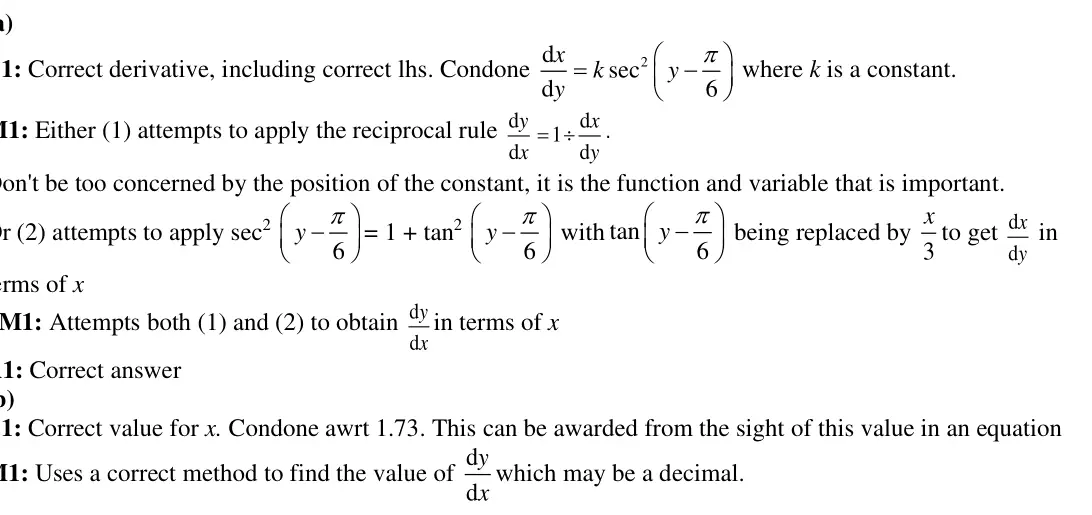 a)
1: Correct derivative, including correct lhs. Condone dx/dy = k sec² (y − π/6) where k is a constant.
M1: Either (1) attempts to apply the reciprocal rule dy/dx = 1 ÷ dx/dy.
Don't be too concerned by the position of the constant, it is the function and variable that is important.
Or (2) attempts to apply sec² (y − π/6) = 1 + tan² (y − π/6) with tan (y − π/6) being replaced by x/3 to get dx/dy in
terms of x
M1: Attempts both (1) and (2) to obtain dy/dx in terms of x
1: Correct answer
b)
1: Correct value for x. Condone awrt 1.73. This can be awarded from the sight of this value in an equation
M1: Uses a correct method to find the value of dy/dx which may be a decimal.